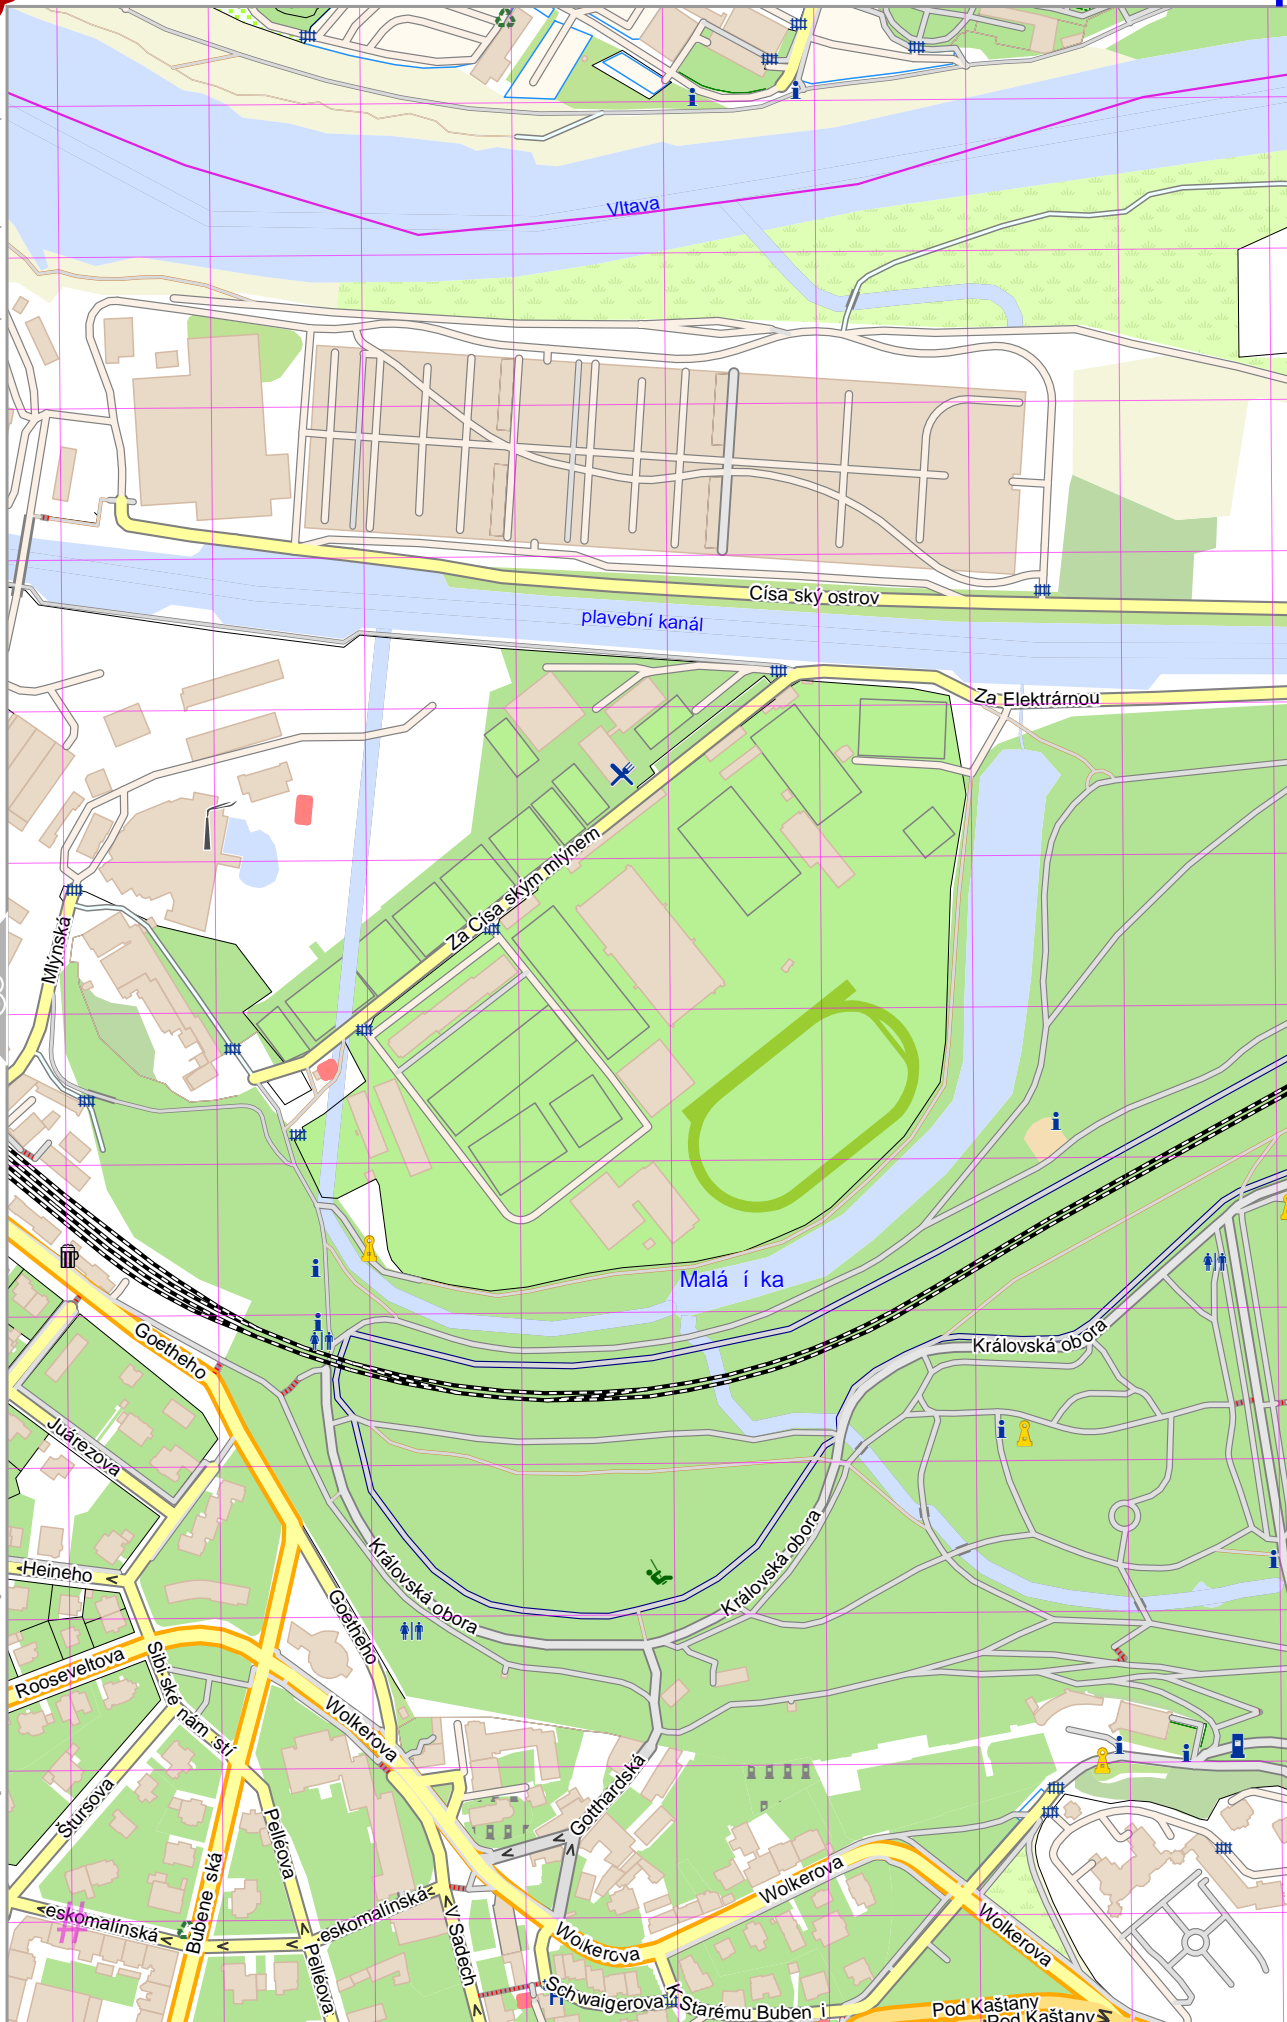 Vltava
Císa ský ostrov
plavební kanál
Za Elektrárnou
Za Císa ským mlýnem
Mlýnská
Malá í ka
Královská obora
Goetheho
Juárezova
Heineho
Královská obora
Královská obora
Goetheho
Rooseveltova
Sibi ské nám stí
Wolkerova
Štursova
Gotthardská
Pelléova
Wolkerova
Bubene ská
eskomalínská
eskomalínská
V Sadech
Wolkerova
Wolkerova
Pelléova
Schwaigerova
K Starému Buben i
Pod Kaštany
Pod Kaštany